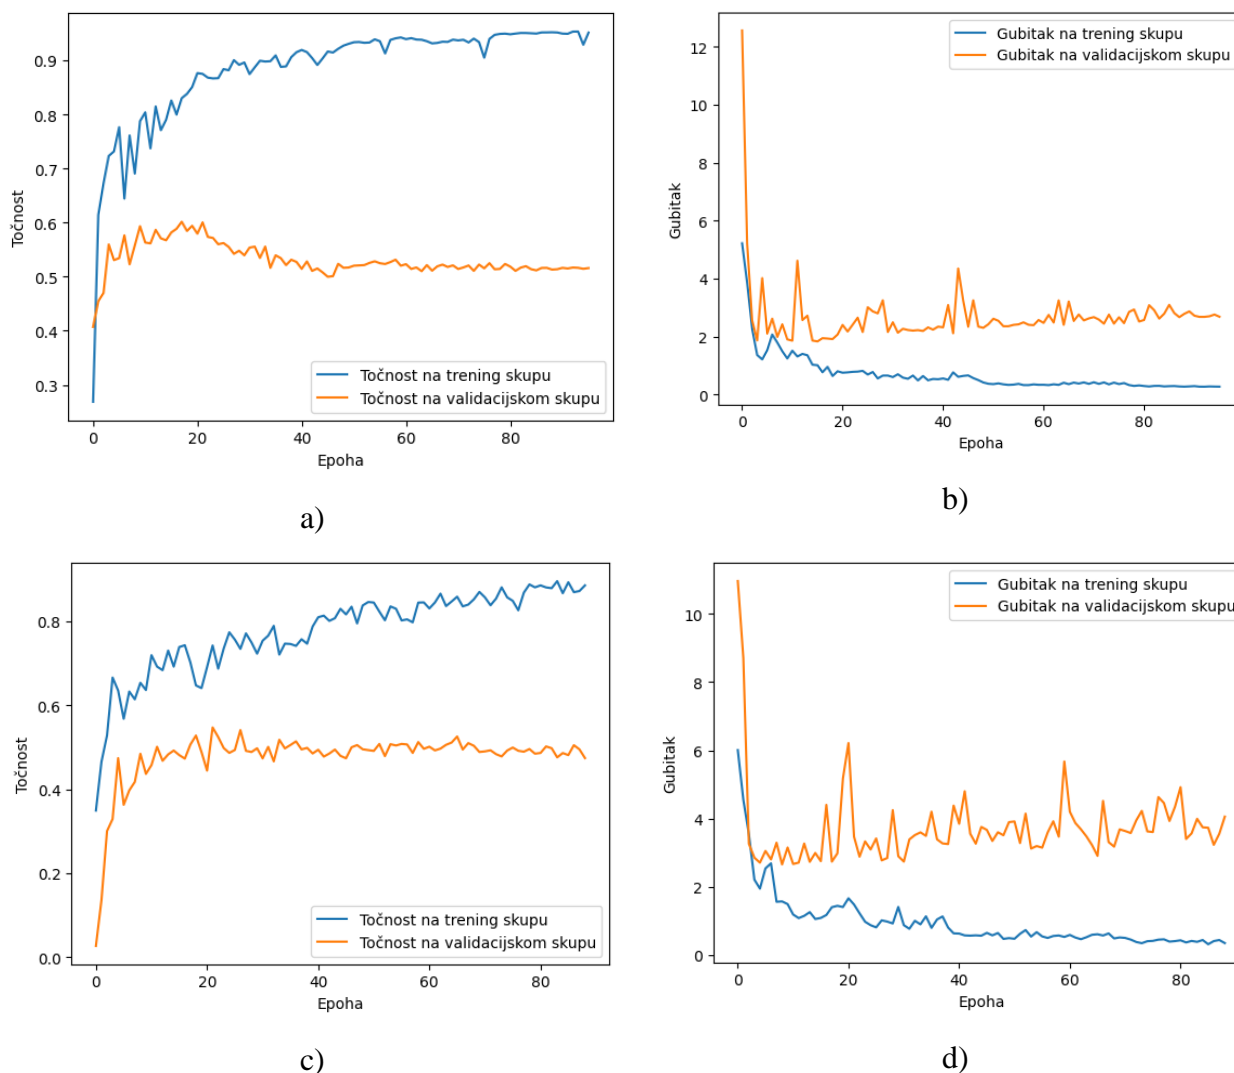 0.9
0.8
0.7
0.6
0.5
0.4
0.3
Točnost
0 20 40 60 80
Epoha
Točnost na trening skupu
Točnost na validacijskom skupu
a)
12
10
8
6
4
2
0
Gubitak
0 20 40 60 80
Epoha
Gubitak na trening skupu
Gubitak na validacijskom skupu
b)
0.8
0.6
0.4
0.2
0.0
Točnost
0 20 40 60 80
Epoha
Točnost na trening skupu
Točnost na validacijskom skupu
c)
10
8
6
4
2
0
Gubitak
0 20 40 60 80
Epoha
Gubitak na trening skupu
Gubitak na validacijskom skupu
d)